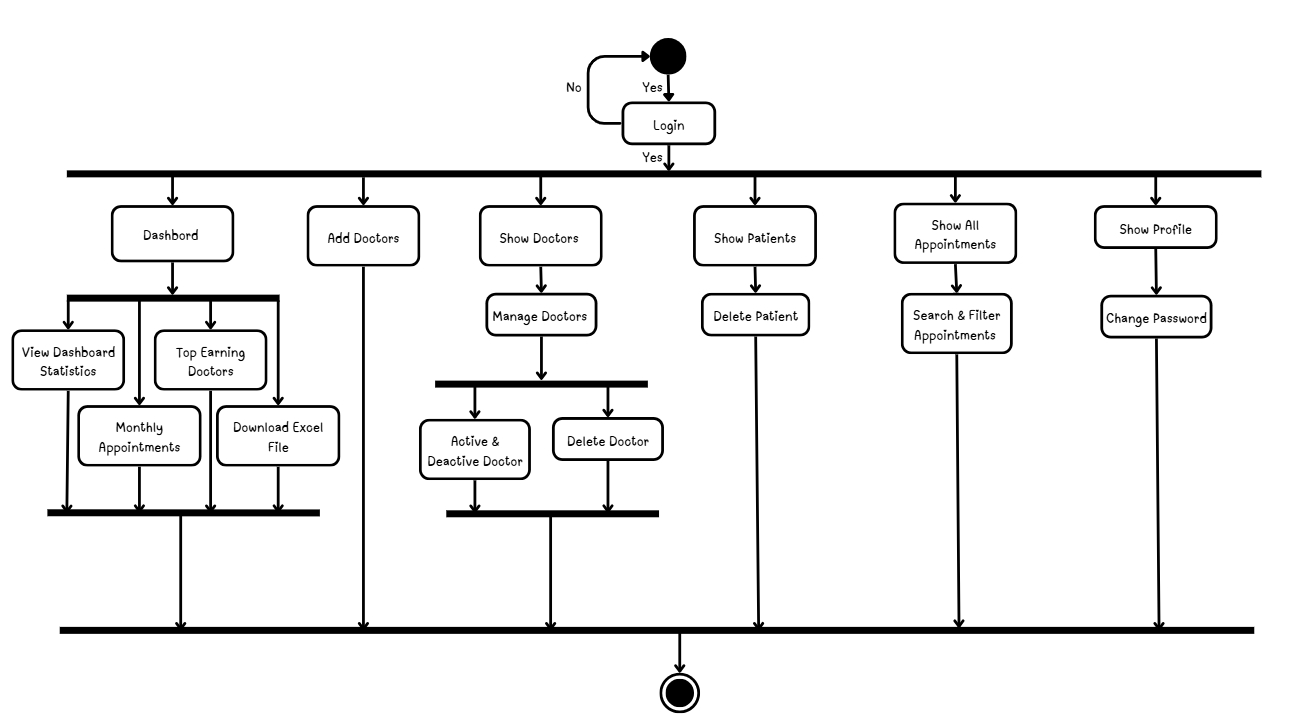 No
Yes
Login
Yes
Dashbord
Add Doctors
Show Doctors
Show Patients
Show All
Appointments
Show Profile
Manage Doctors
Delete Patient
Search & Filter
Appointments
Change Password
View Dashboard
Statistics
Top Earning
Doctors
Monthly
Appointments
Download Excel
File
Active &
Deactive Doctor
Delete Doctor